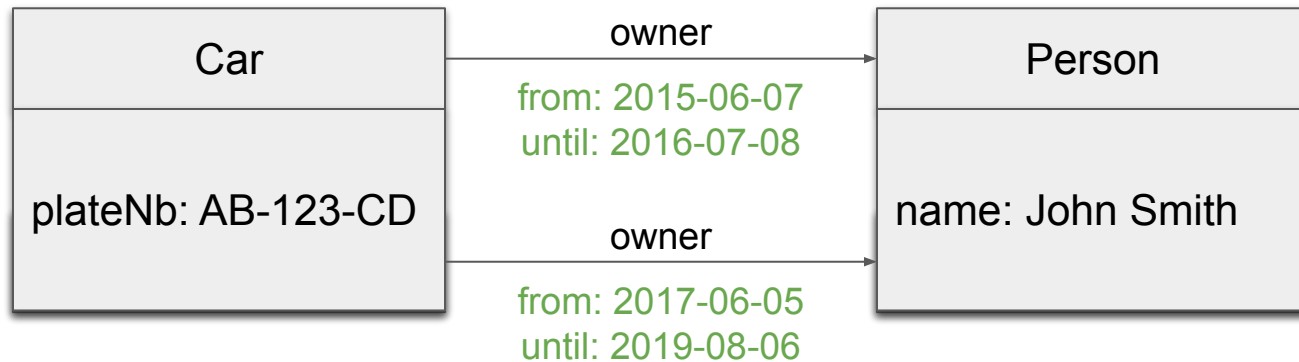 Car
plateNb: AB-123-CD
owner
from: 2015-06-07
until: 2016-07-08
owner
from: 2017-06-05
until: 2019-08-06
Person
name: John Smith